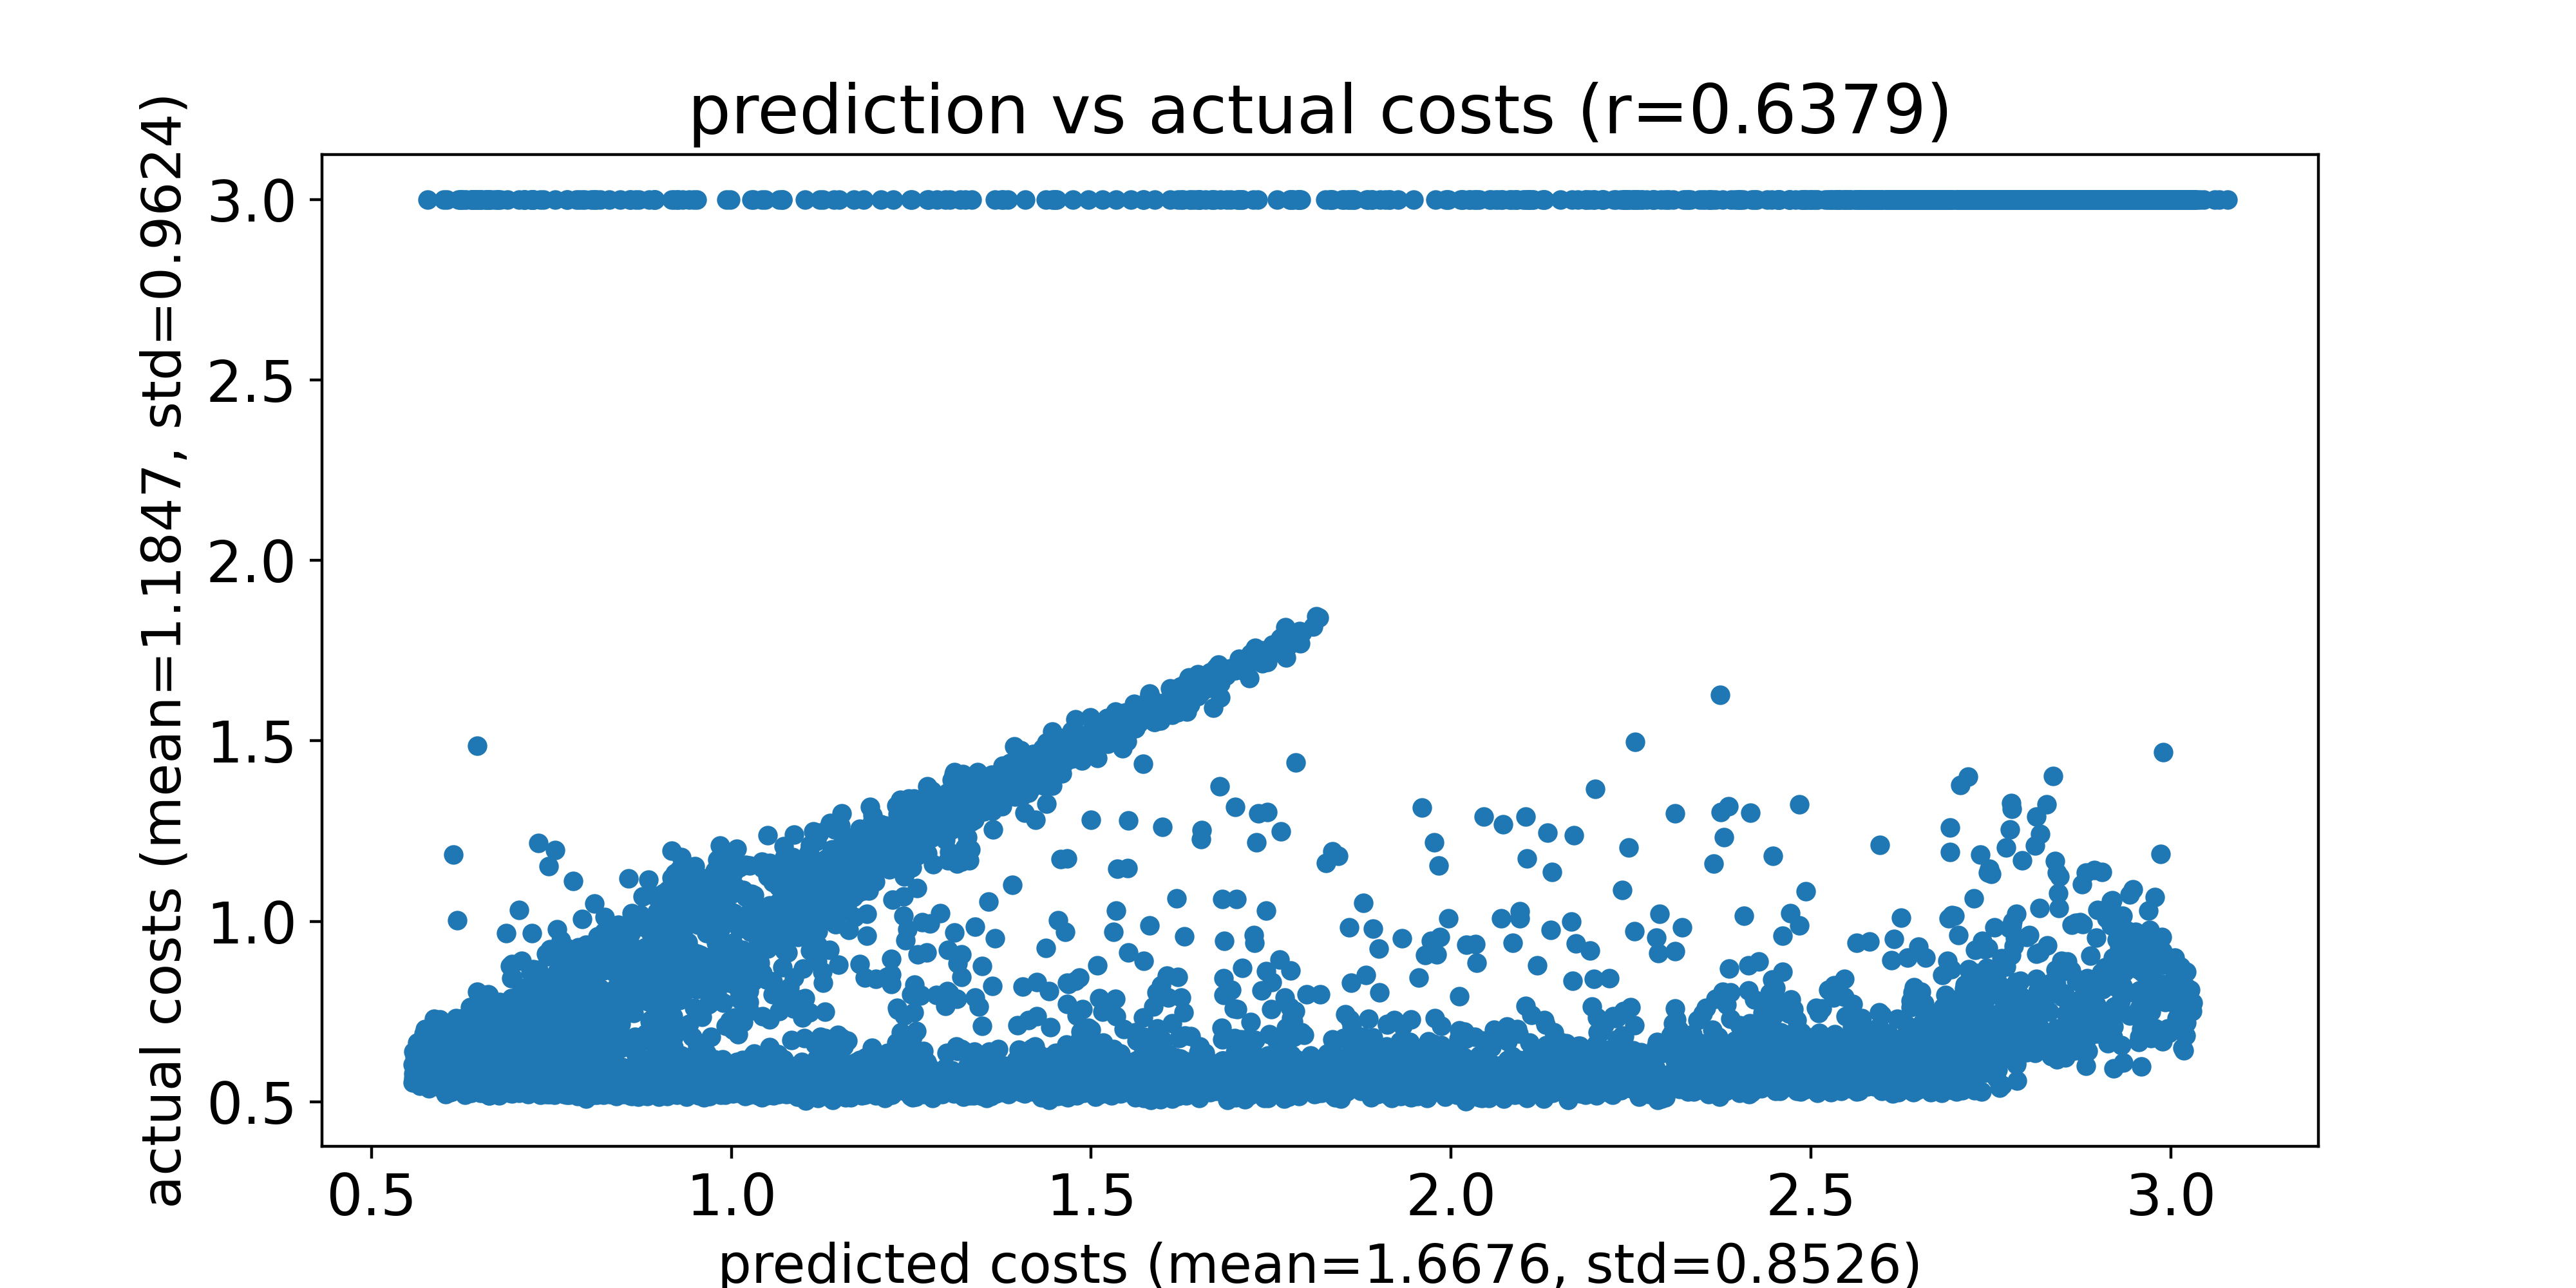 prediction vs actual costs (r=0.6379)
actual costs (mean=1.1847, std=0.9624)
3.0
2.5
2.0
1.5
1.0
0.5
0.5 1.0 1.5 2.0 2.5 3.0
predicted costs (mean=1.6676, std=0.8526)